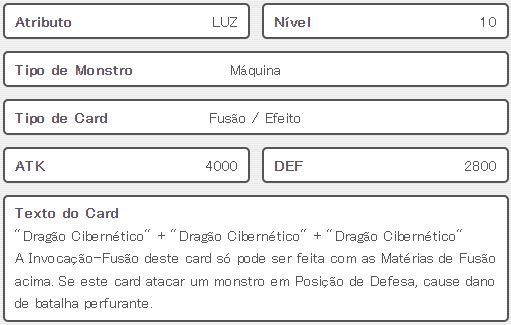 Atributo LUZ Nível 10
Tipo de Monstro Máquina
Tipo de Card Fusão / Efeito
ATK 4000 DEF 2800
Texto do Card
“Dragão Cibernético“ + “Dragão Cibernético“ + “Dragão Cibernético“
A Invocação-Fusão deste card só pode ser feita com as Matérias de Fusão
acima. Se este card atacar um monstro em Posição de Defesa, cause dano
de batalha perfurante.